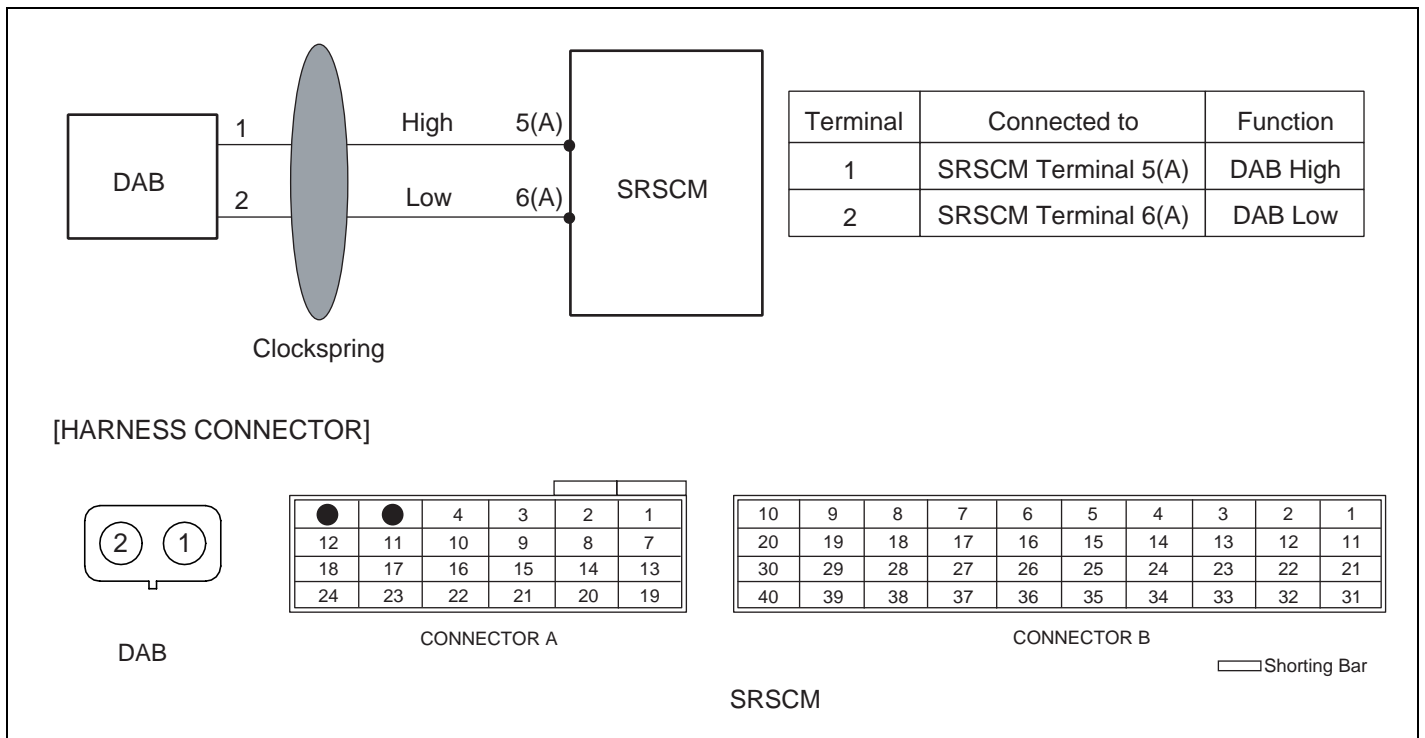 DAB
1
2
High
Low
5(A)
6(A)
SRSCM
Clockspring
Terminal Connected to Function
1 SRSCM Terminal 5(A) DAB High
2 SRSCM Terminal 6(A) DAB Low
[HARNESS CONNECTOR]
2 1
DAB
4 3 2 1
12 11 10 9 8 7
18 17 16 15 14 13
24 23 22 21 20 19
CONNECTOR A
10 9 8 7 6 5 4 3 2 1
20 19 18 17 16 15 14 13 12 11
30 29 28 27 26 25 24 23 22 21
40 39 38 37 36 35 34 33 32 31
CONNECTOR B
Shorting Bar
SRSCM